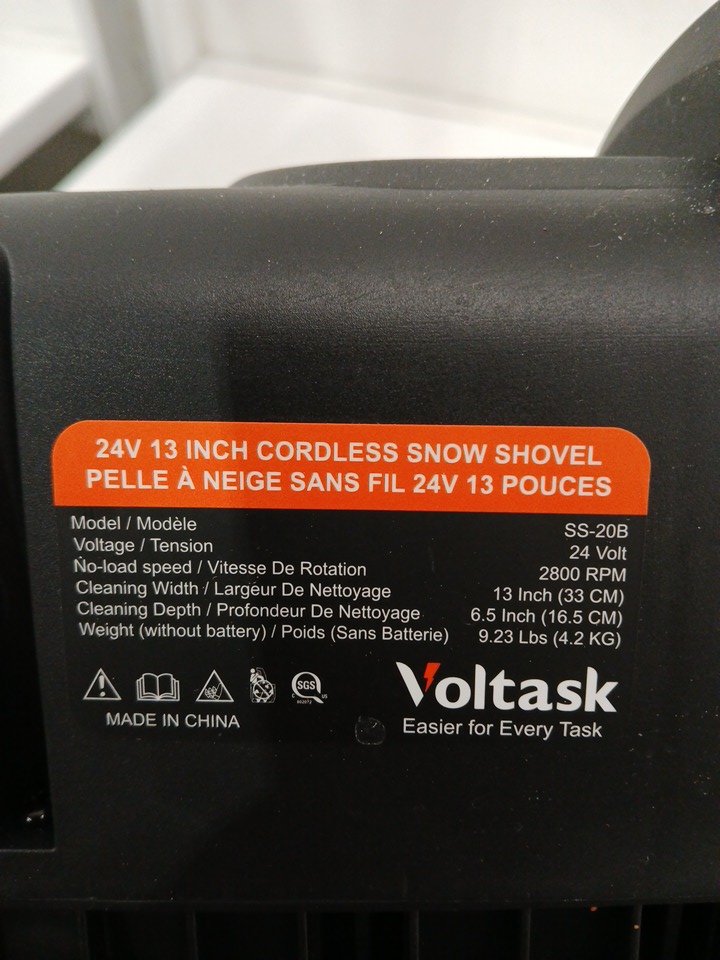 24V 13 INCH CORDLESS SNOW SHOVEL
PELLE À NEIGE SANS FIL 24V 13 POUCES
Model / Modèle SS-20B
Voltage / Tension 24 Volt
No-load speed / Vitesse De Rotation 2800 RPM
Cleaning Width / Largeur De Nettoyage 13 Inch (33 CM)
Cleaning Depth / Profondeur De Nettoyage 6.5 Inch (16.5 CM)
Weight (without battery) / Poids (Sans Batterie) 9.23 Lbs (4.2 KG)
SGS
US
802072
Voltask
MADE IN CHINA
Easier for Every Task